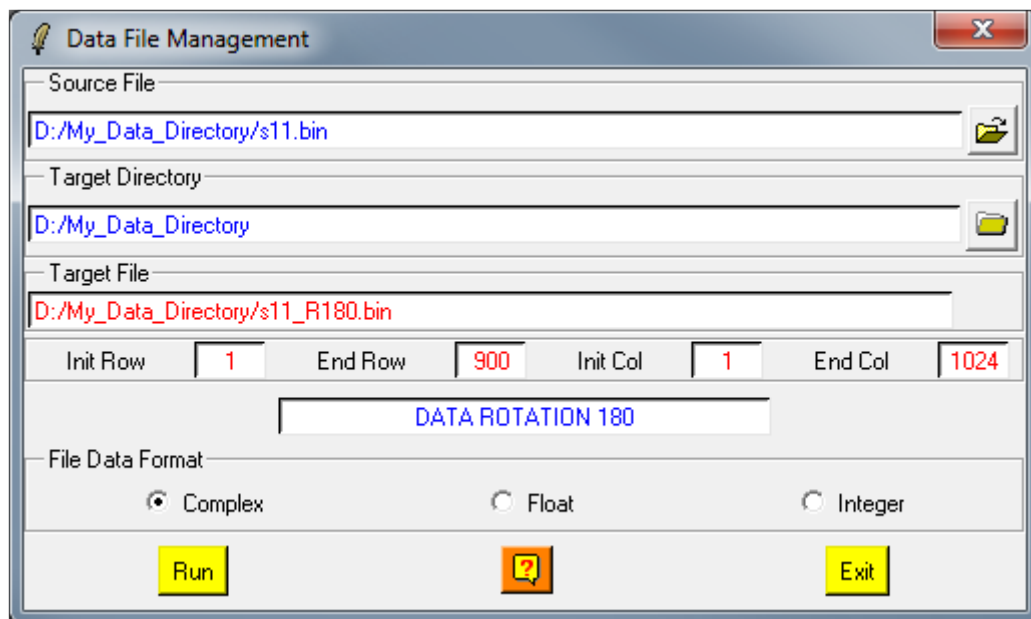 Data File Management
Source File
D:/My_Data_Directory/s11.bin
Target Directory
D:/My_Data_Directory
Target File
D:/My_Data_Directory/s11_R180.bin
Init Row 1 End Row 900 Init Col 1 End Col 1024
DATA ROTATION 180
File Data Format
Complex Float Integer
Run ? Exit